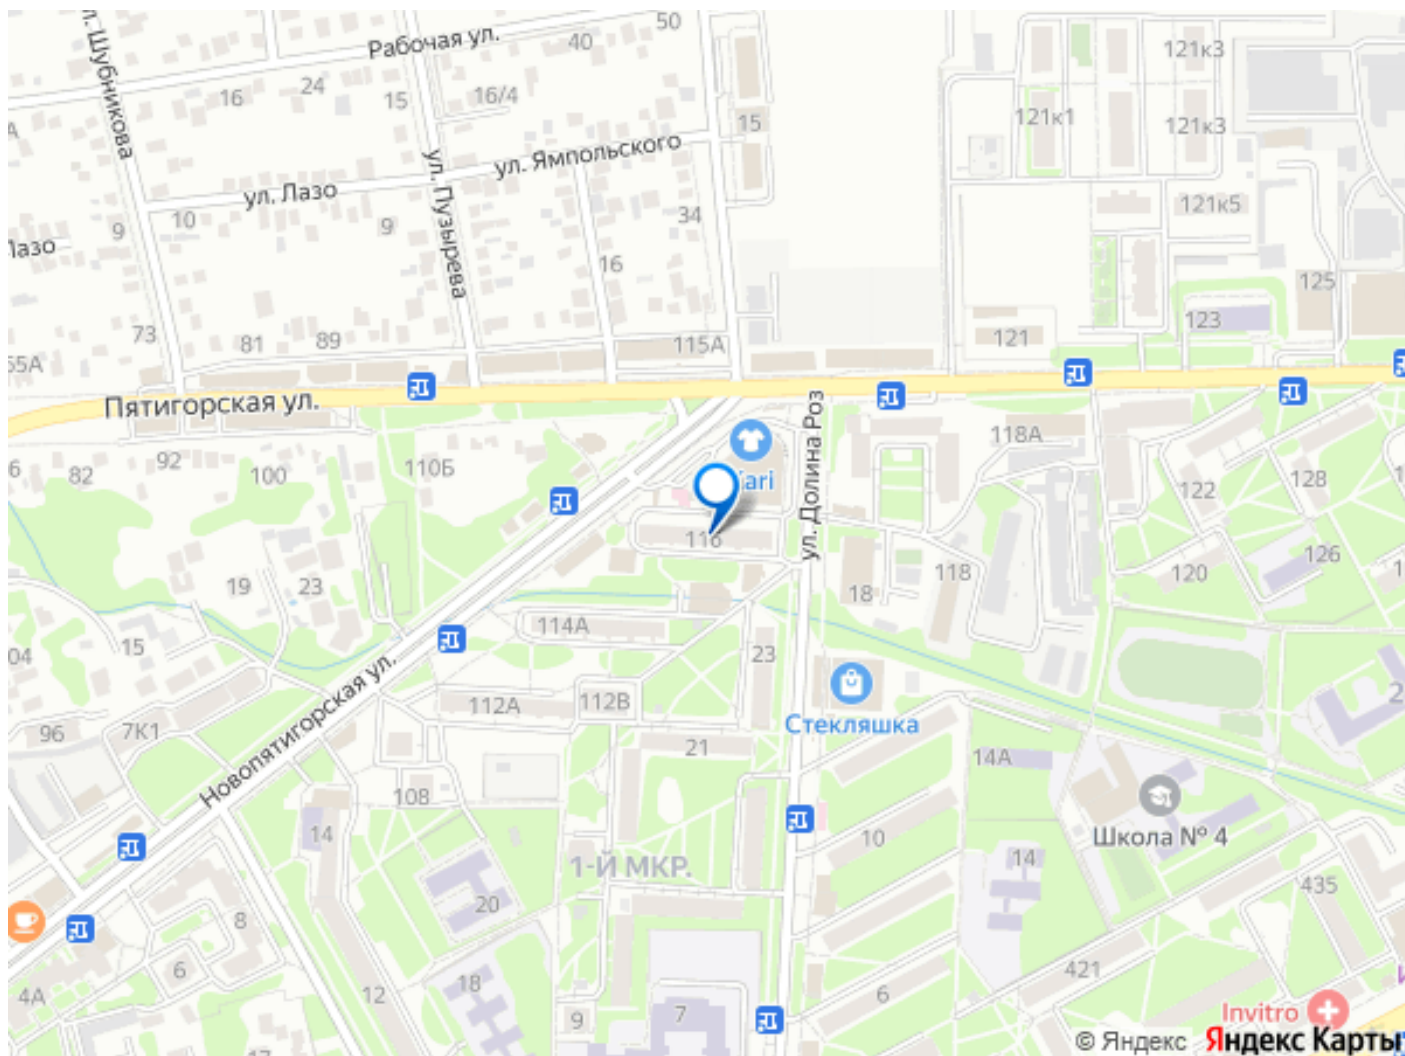 50
Рабочая ул.
40
ул. Шубникова
121к3
24
16
15
16/4
121к1
121к3
15
ул. Ямпольского
ул. Лазо
ул. Пузырева
10
9
9
34
121к5
Лазо
16
125
73
81
89
115А
121
123
55А
Пятигорская ул.
ул. Долина Роз
118А
92
82
100
110Б
Kari
122
128
116
126
19
23
118
120
18
114А
15
23
04
112А
112В
Новопятигорская ул.
96
7К1
Стекляшка
21
14А
108
14
10
Школа № 4
1-Й МКР.
14
435
20
8
6
18
421
4А
12
6
7
9
Invitro
17
© Яндекс Яндекс Карты